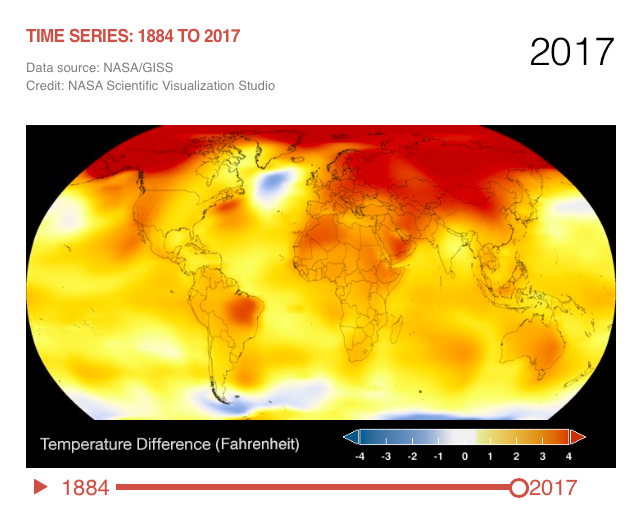 TIME SERIES: 1884 TO 2017
2017
Data source: NASA/GISS
Credit: NASA Scientific Visualization Studio
Temperature Difference (Fahrenheit)
-4 -3 -2 -1 0 1 2 3 4
1884 2017